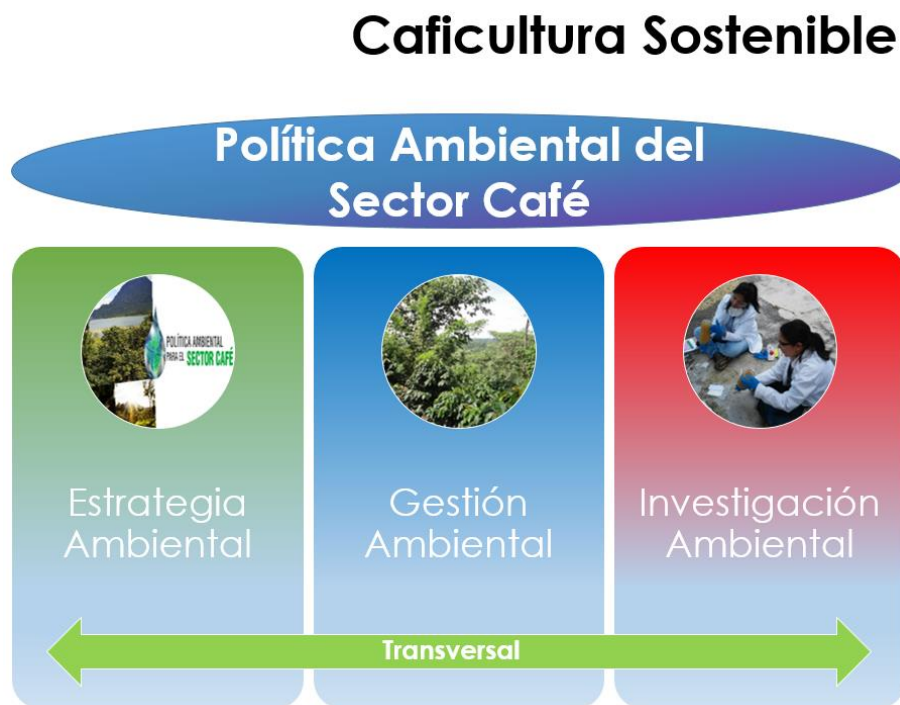 Caficultura Sostenible
Política Ambiental del
Sector Café
POLÍTICA AMBIENTAL
PARA EL SECTOR CAFÉ
Estrategia
Ambiental
Gestión
Ambiental
Investigación
Ambiental
Transversal